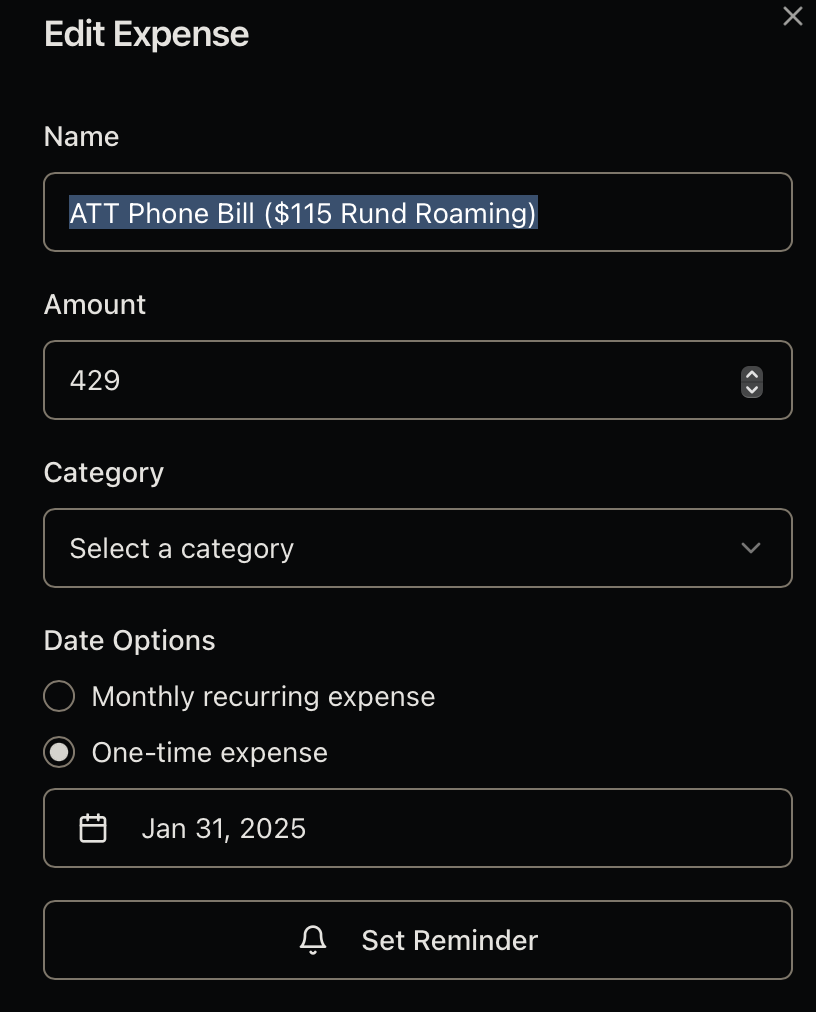 Edit Expense
Name
ATT Phone Bill ($115 Rund Roaming)
Amount
429
Category
Select a category
Date Options
Monthly recurring expense
One-time expense
Jan 31, 2025
Set Reminder